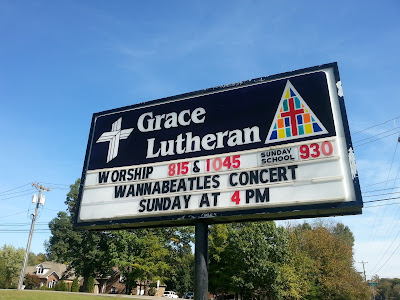 Grace
Lutheran
WORSHIP 815 & 1045 SUNDAY SCHOOL 930
WANNABEATLES CONCERT
SUNDAY AT 4 PM